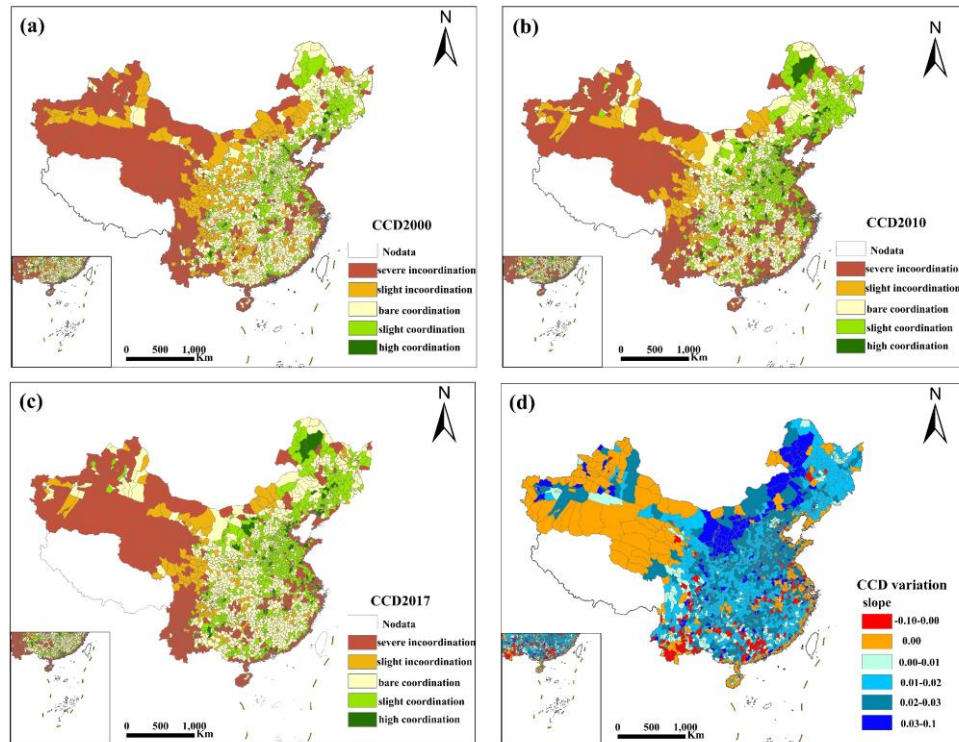 (a)
N
CCD2000
Nodata
severe incoordination
slight incoordination
bare coordination
slight coordination
high coordination
0 500 1,000
Km
(b)
N
CCD2010
Nodata
severe incoordination
slight incoordination
bare coordination
slight coordination
high coordination
0 500 1,000
Km
(c)
N
CCD2017
Nodata
severe incoordination
slight incoordination
bare coordination
slight coordination
high coordination
0 500 1,000
Km
(d)
N
CCD variation
slope
-0.10-0.00
0.00
0.00-0.01
0.01-0.02
0.02-0.03
0.03-0.1
0 500 1,000
Km